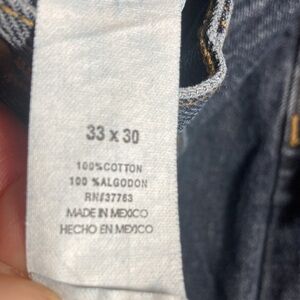 33 x 30
100%COTTON
100 %ALGODON
RN#37763
MADE IN MEXICO
HECHO EN MEXICO